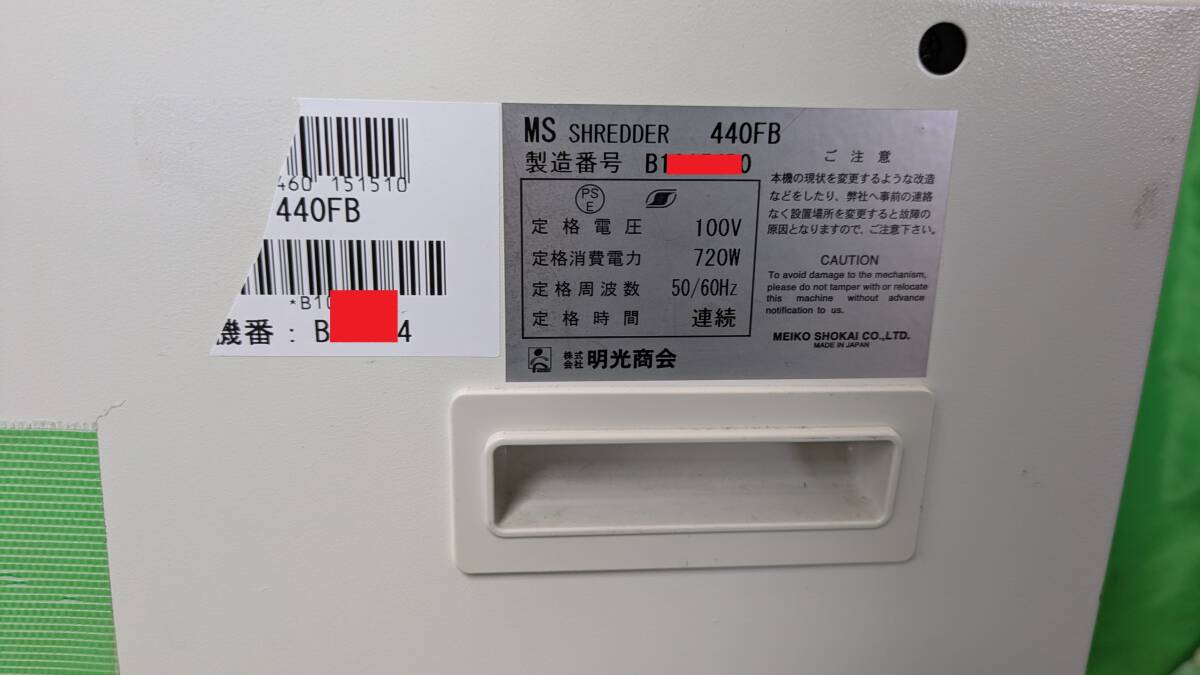 460 151510
440FB
*B10
機番：B 4
MS SHREDDER 440FB
製造番号 B1 0
PS
E
定格電圧 100V
定格消費電力 720W
定格周波数 50/60Hz
定格時間 連続
株式
会社 明光商会
ご注意
本機の現状を変更するような改造
などをしたり、弊社へ事前の連絡
なく設置場所を変更すると故障の
原因となりますので、ご注意下さい。
CAUTION
To avoid damage to the mechanism,
please do not tamper with or relocate
this machine without advance
notification to us.
MEIKO SHOKAI CO.,LTD.
MADE IN JAPAN